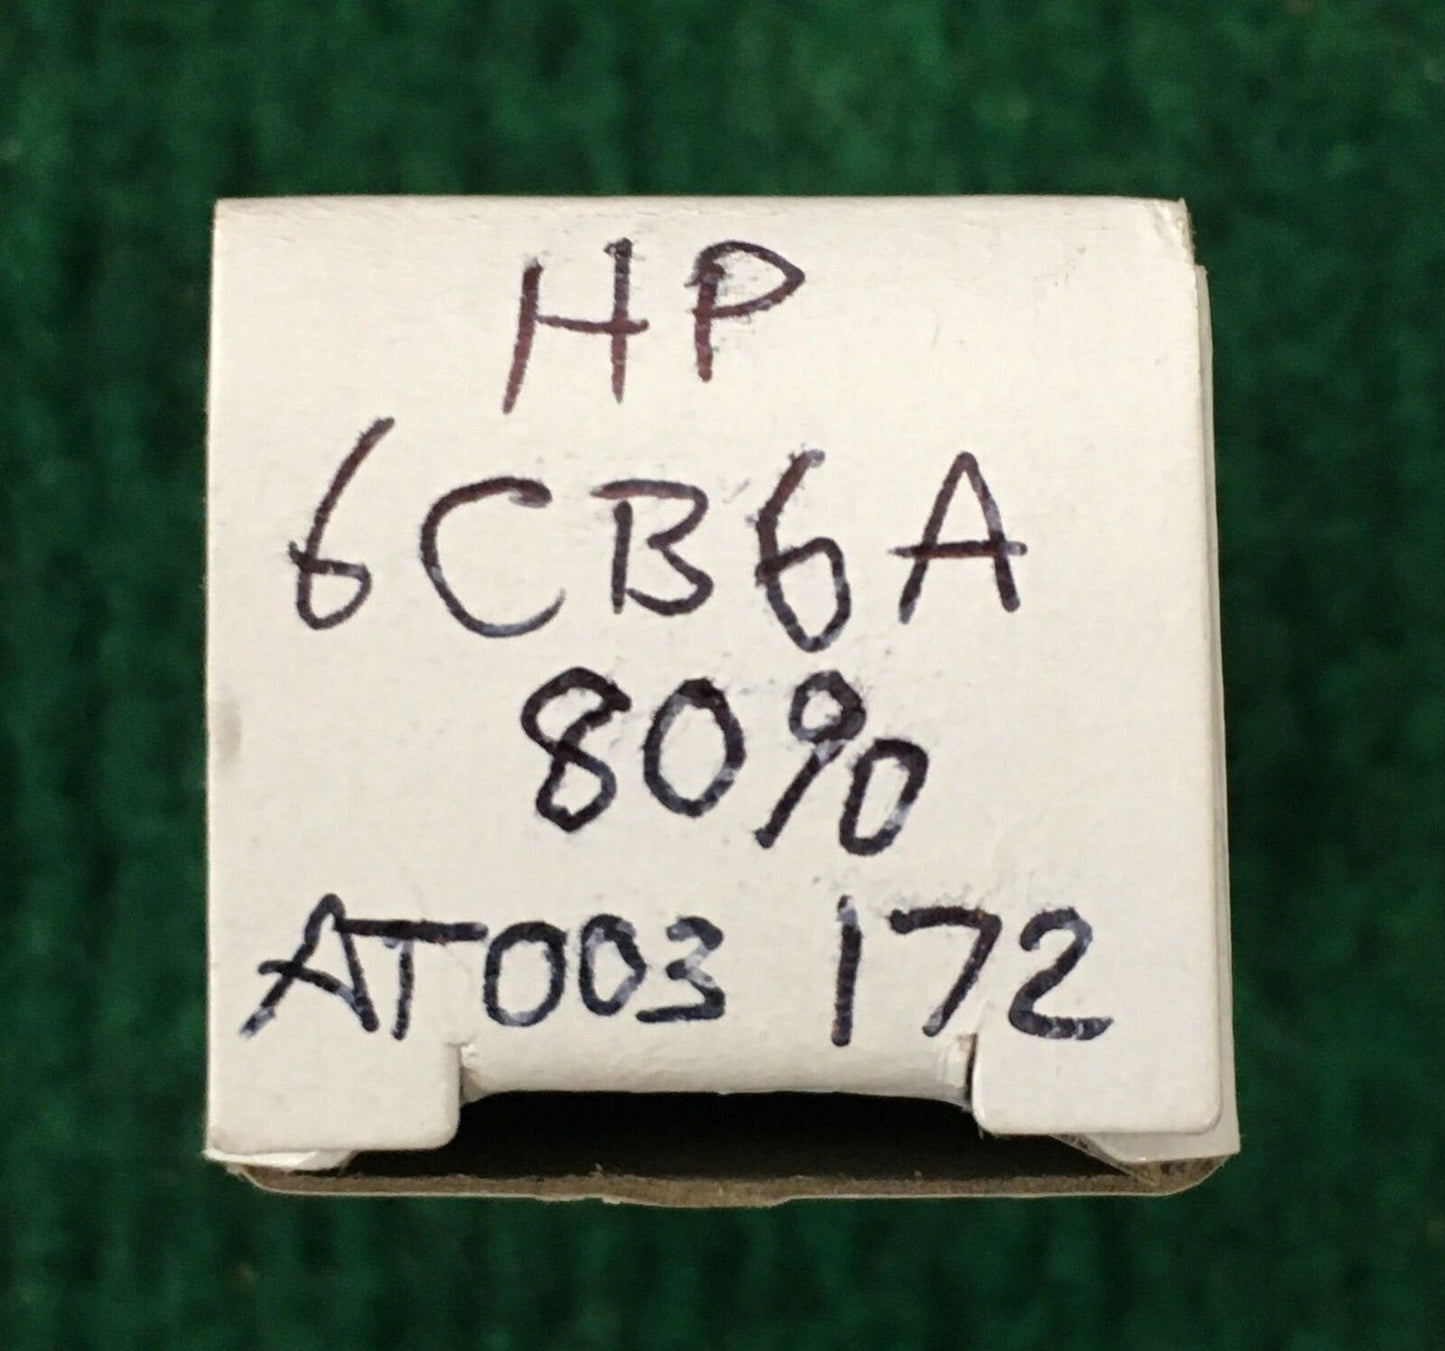 HP
6CB6A
80%
AT003 172